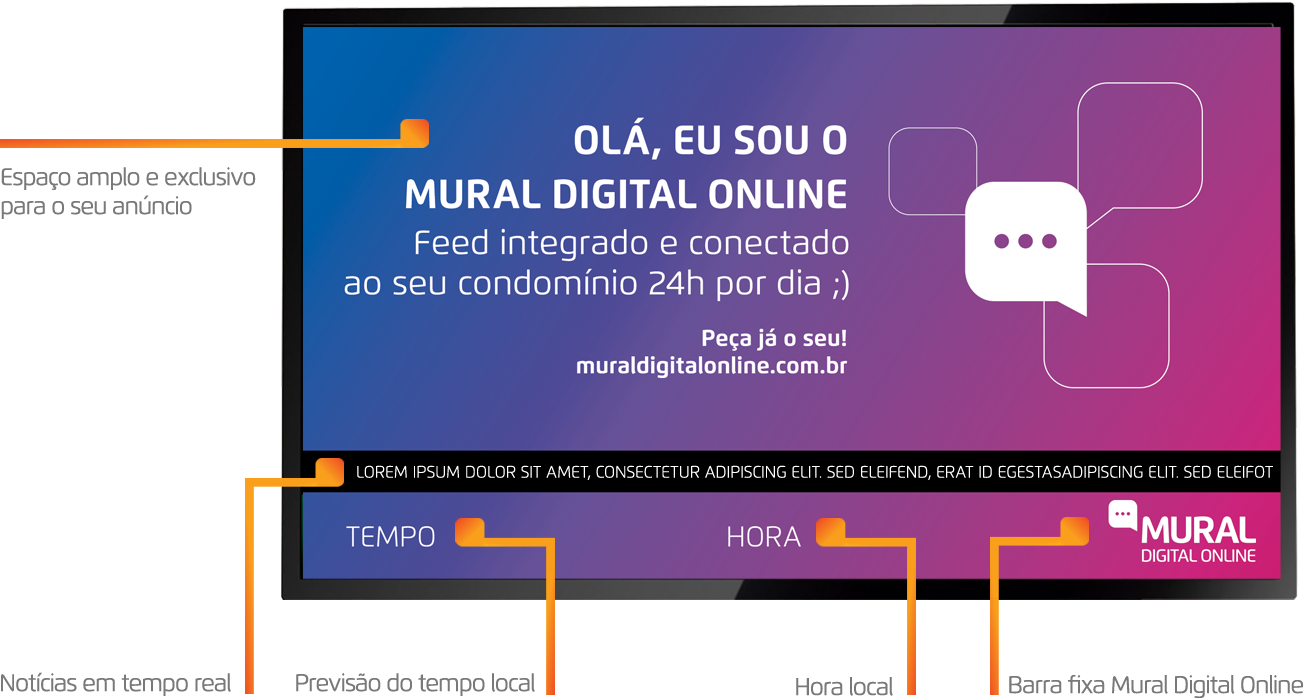 Espaço amplo e exclusivo
para o seu anúncio
OLÁ, EU SOU O
MURAL DIGITAL ONLINE
Feed integrado e conectado
ao seu condomínio 24h por dia ;)
Peça já o seu!
muraldigitalonline.com.br
LOREM IPSUM DOLOR SIT AMET, CONSECTETUR ADIPISCING ELIT. SED ELEIFEND, ERAT ID EGESTASADIPISCING ELIT. SED ELEIFOT
TEMPO
HORA
MURAL
DIGITAL ONLINE
Notícias em tempo real
Previsão do tempo local
Hora local
Barra fixa Mural Digital Online